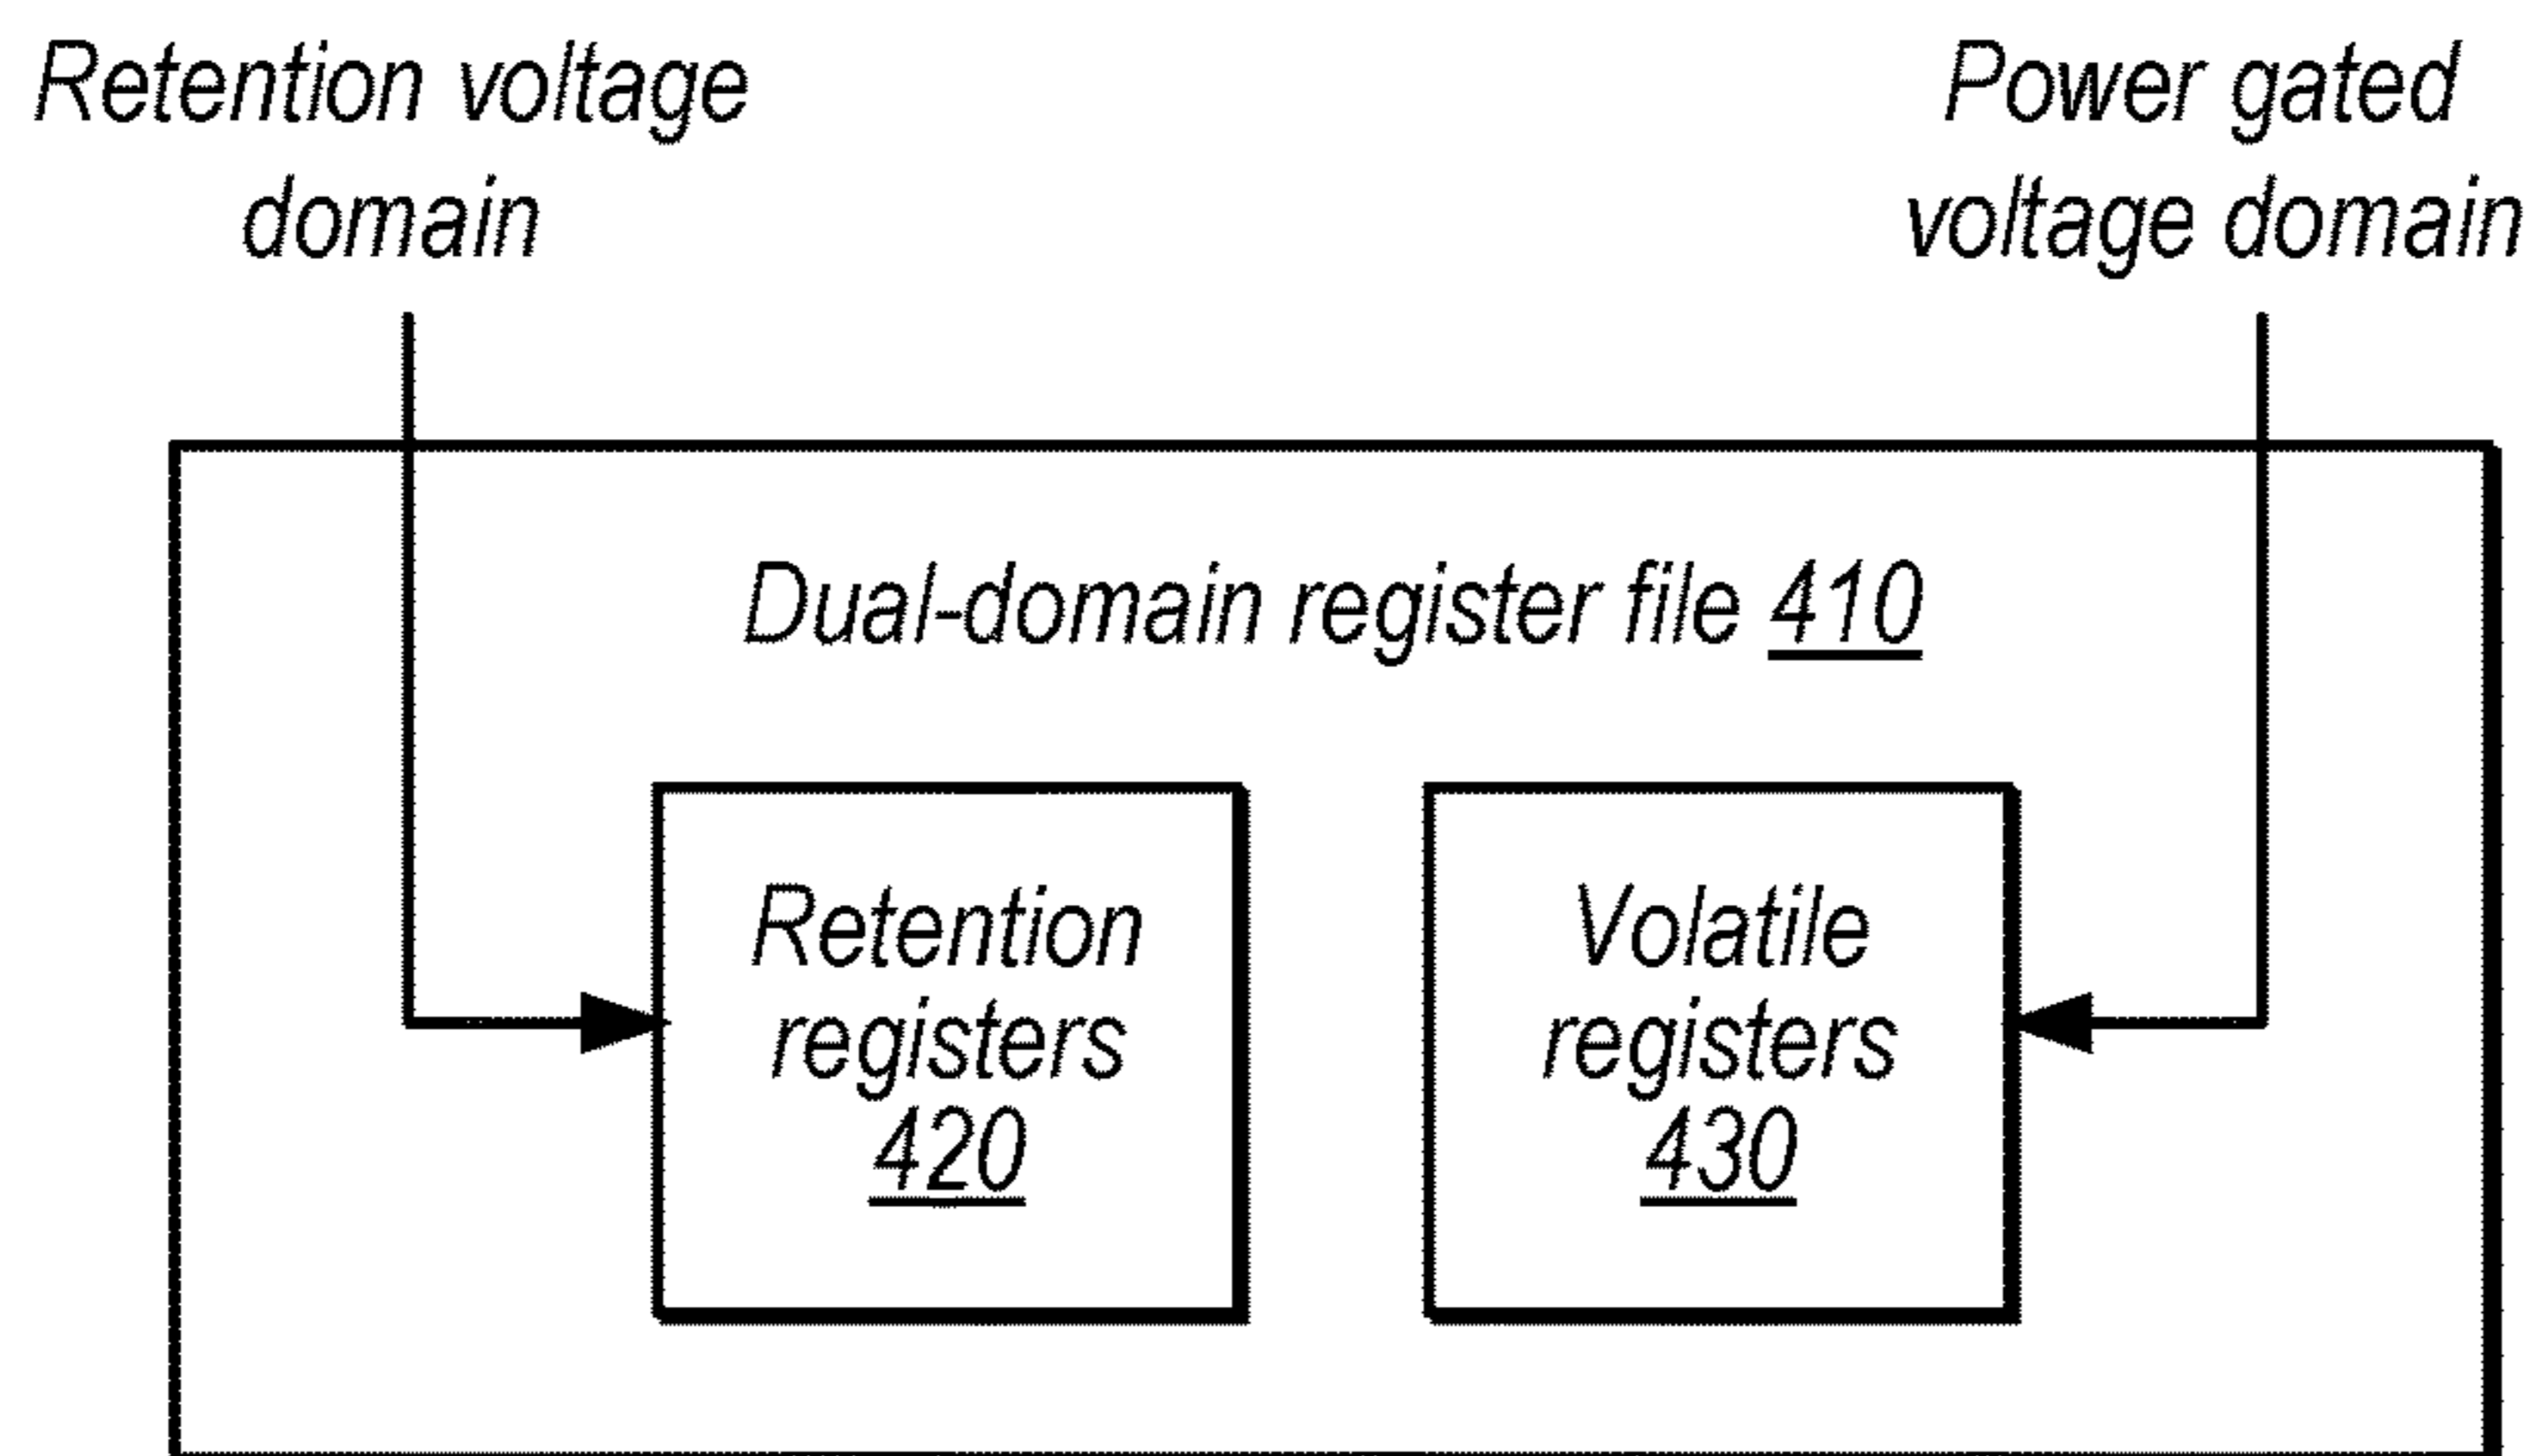 Retention voltage
domain
Power gated
voltage domain
Dual-domain register file 410
Retention
registers
420
Volatile
registers
430